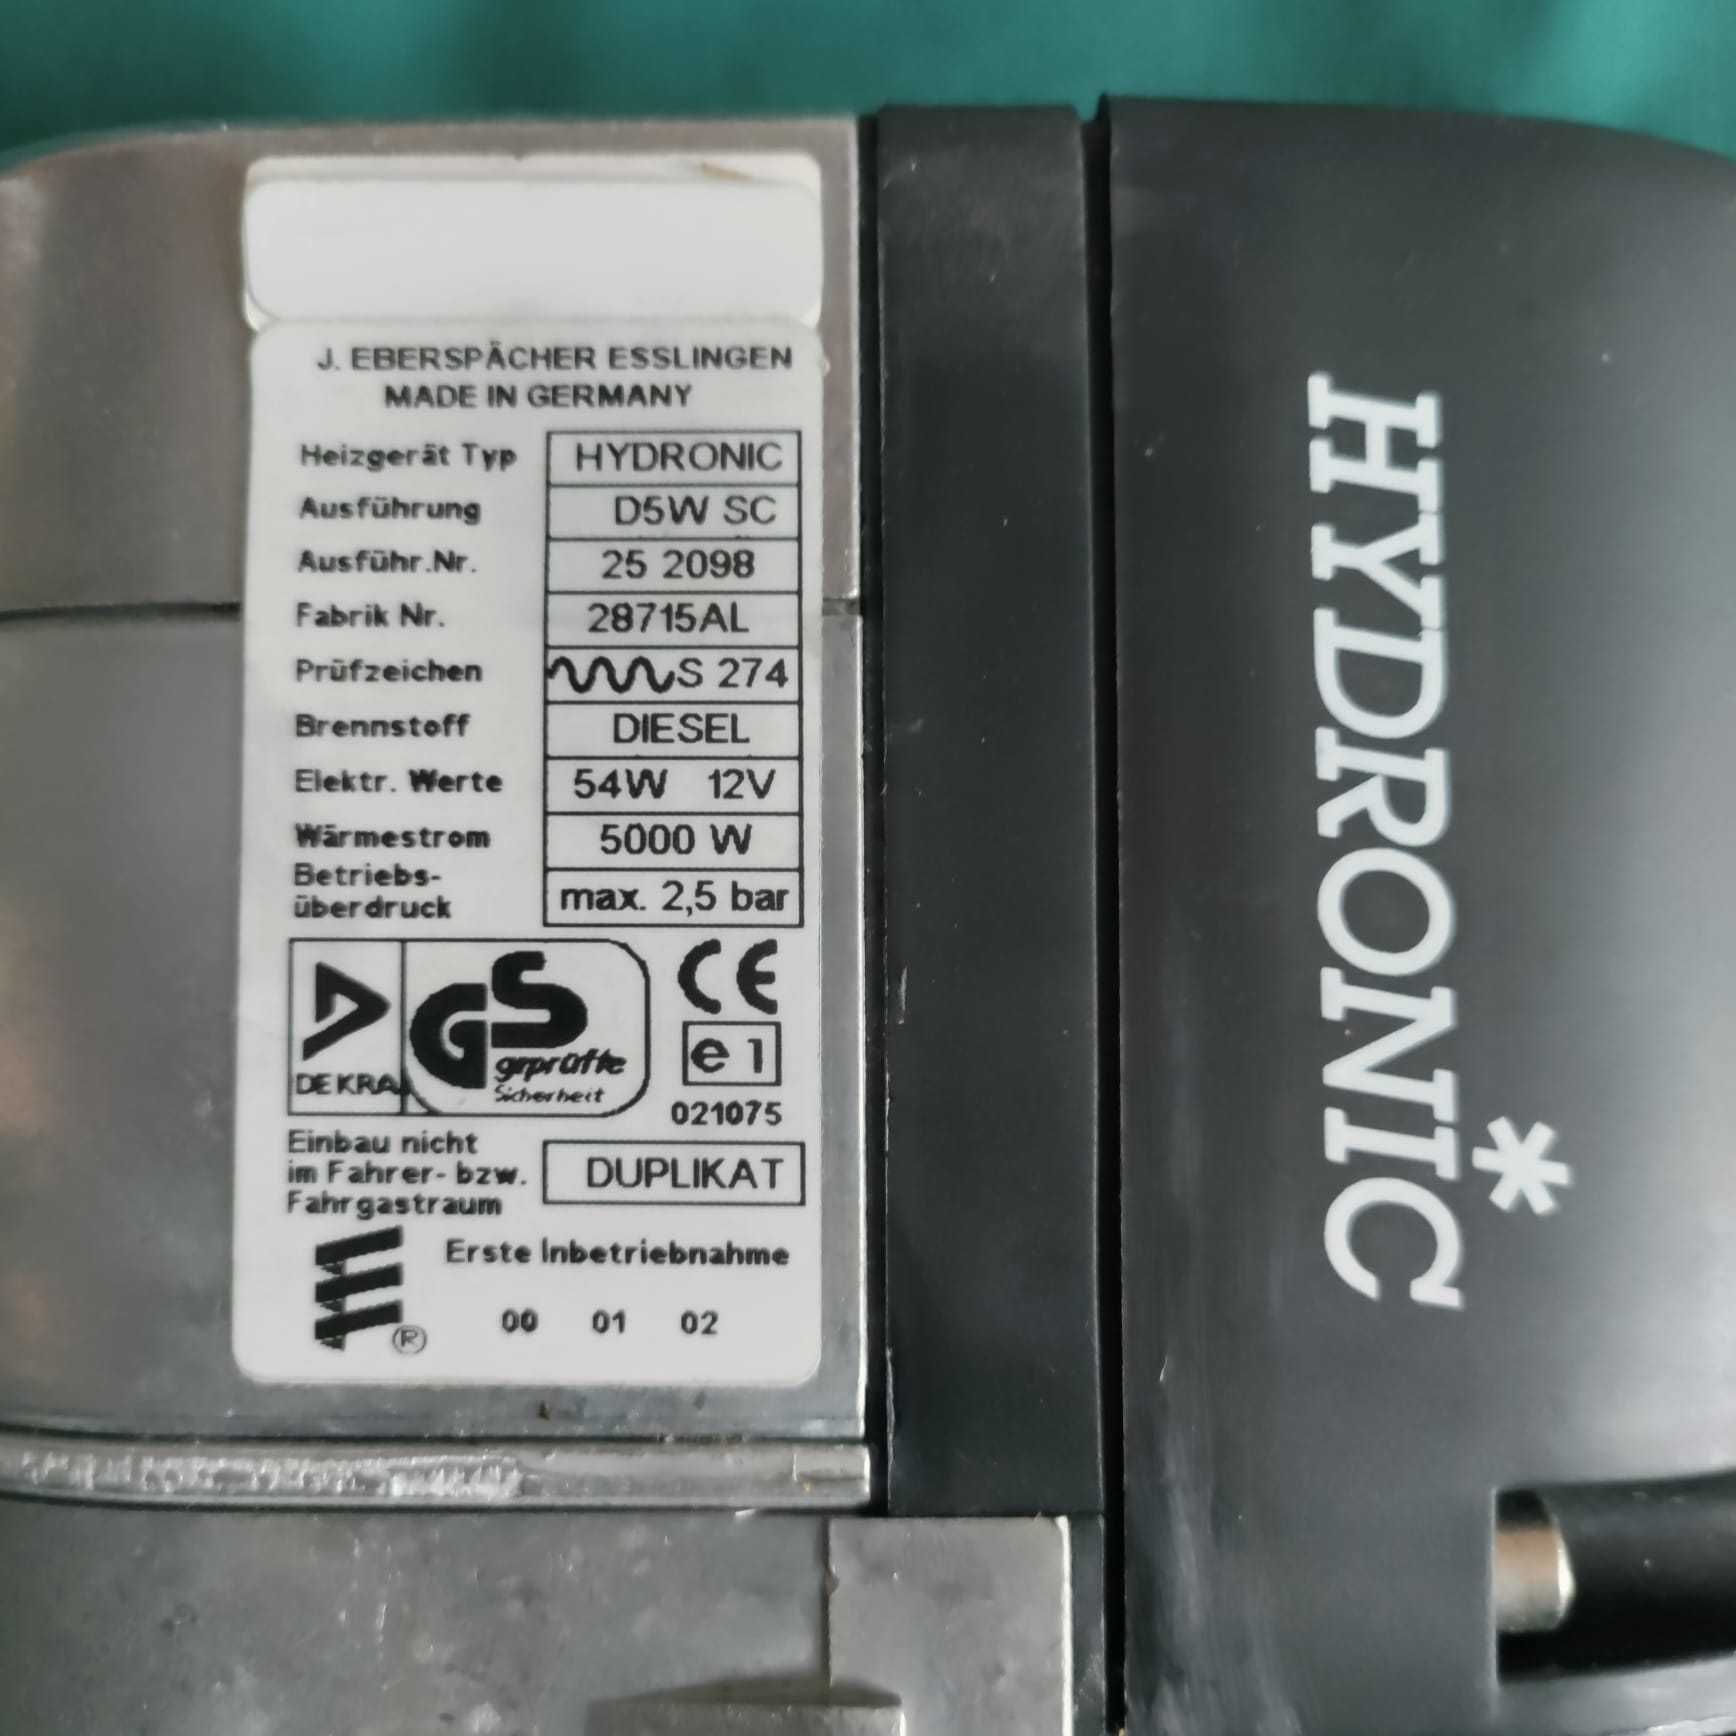 J. EBERSPÄCHER ESSLINGEN
MADE IN GERMANY
Heizgerät Typ HYDRONIC
Ausführung D5W SC
Ausführ.Nr. 25 2098
Fabrik Nr. 28715AL
Prüfzeichen S 274
Brennstoff DIESEL
Elektr. Werte 54W 12V
Wärmestrom 5000 W
Betriebs-
überdruck max. 2,5 bar
DEKRA
GS
geprüfte
Sicherheit
CE
e 1
021075
Einbau nicht
im Fahrer- bzw.
Fahrgastraum
DUPLIKAT
Erste Inbetriebnahme
00 01 02
®
HYDRONIC*